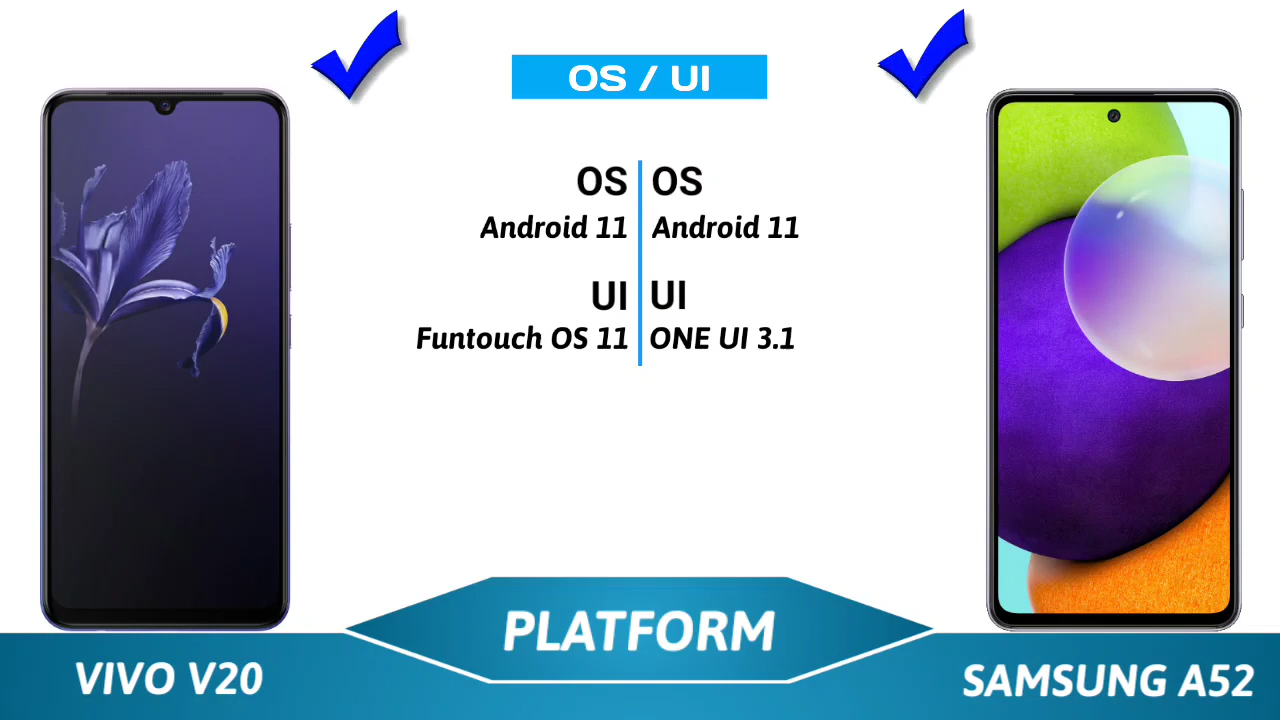 OS / UI
OS
Android 11
UI
Funtouch OS 11
OS
Android 11
UI
ONE UI 3.1
PLATFORM
VIVO V20
SAMSUNG A52